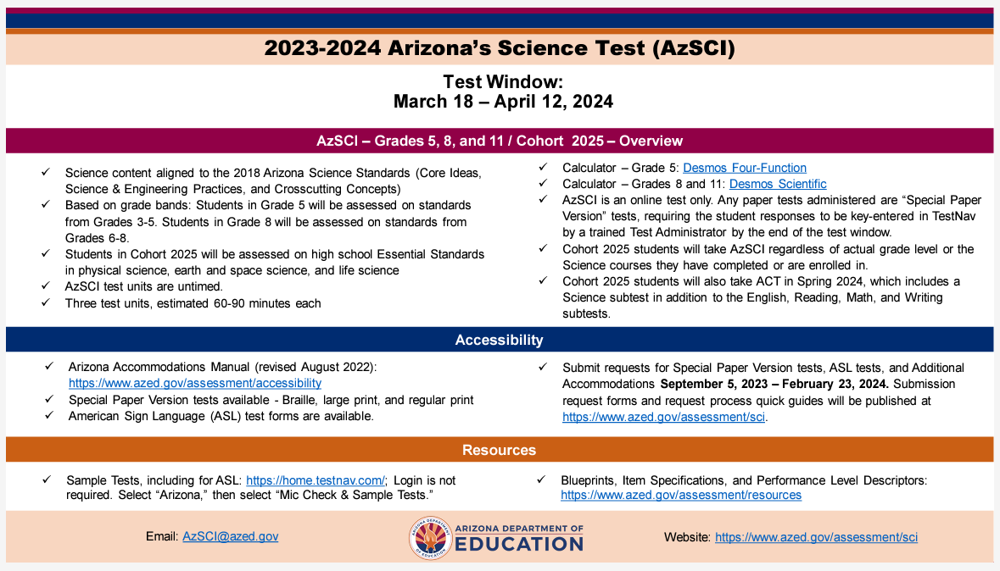 2023-2024 Arizona’s Science Test (AzSCI)
Test Window:
March 18 – April 12, 2024
AzSCI – Grades 5, 8, and 11 / Cohort 2025 – Overview
✓ Science content aligned to the 2018 Arizona Science Standards (Core Ideas,
Science & Engineering Practices, and Crosscutting Concepts)
✓ Based on grade bands: Students in Grade 5 will be assessed on standards
from Grades 3-5. Students in Grade 8 will be assessed on standards from
Grades 6-8.
✓ Students in Cohort 2025 will be assessed on high school Essential Standards
in physical science, earth and space science, and life science
✓ AzSCI test units are untimed.
✓ Three test units, estimated 60-90 minutes each
✓ Calculator – Grade 5: Desmos Four-Function
✓ Calculator – Grades 8 and 11: Desmos Scientific
✓ AzSCI is an online test only. Any paper tests administered are “Special Paper
Version” tests, requiring the student responses to be key-entered in TestNav
by a trained Test Administrator by the end of the test window.
✓ Cohort 2025 students will take AzSCI regardless of actual grade level or the
Science courses they have completed or are enrolled in.
✓ Cohort 2025 students will also take ACT in Spring 2024, which includes a
Science subtest in addition to the English, Reading, Math, and Writing
subtests.
Accessibility
✓ Arizona Accommodations Manual (revised August 2022):
https://www.azed.gov/assessment/accessibility
✓ Special Paper Version tests available - Braille, large print, and regular print
✓ American Sign Language (ASL) test forms are available.
✓ Submit requests for Special Paper Version tests, ASL tests, and Additional
Accommodations September 5, 2023 – February 23, 2024. Submission
request forms and request process quick guides will be published at
https://www.azed.gov/assessment/sci.
Resources
✓ Sample Tests, including for ASL: https://home.testnav.com/; Login is not
required. Select “Arizona,” then select “Mic Check & Sample Tests.”
✓ Blueprints, Item Specifications, and Performance Level Descriptors:
https://www.azed.gov/assessment/resources
Email: AzSCI@azed.gov
ARIZONA DEPARTMENT
OF EDUCATION
ARIZONA DEPARTMENT OF
EDUCATION
Website: https://www.azed.gov/assessment/sci